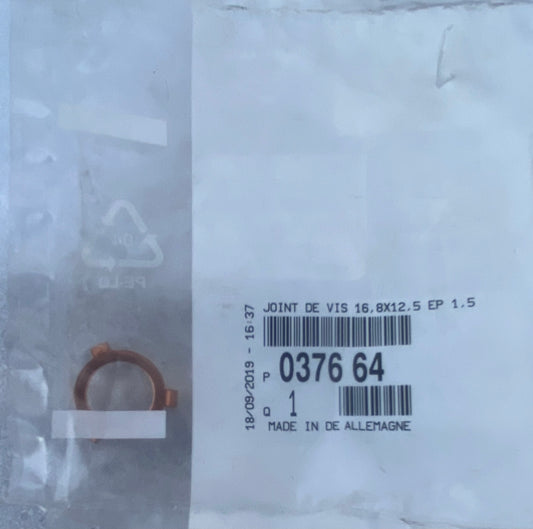 JOINT DE VIS 16,8X12,5 EP 1,5
18/09/2019 - 16:37
P 0376 64
Q 1
MADE IN DE ALLEMAGNE